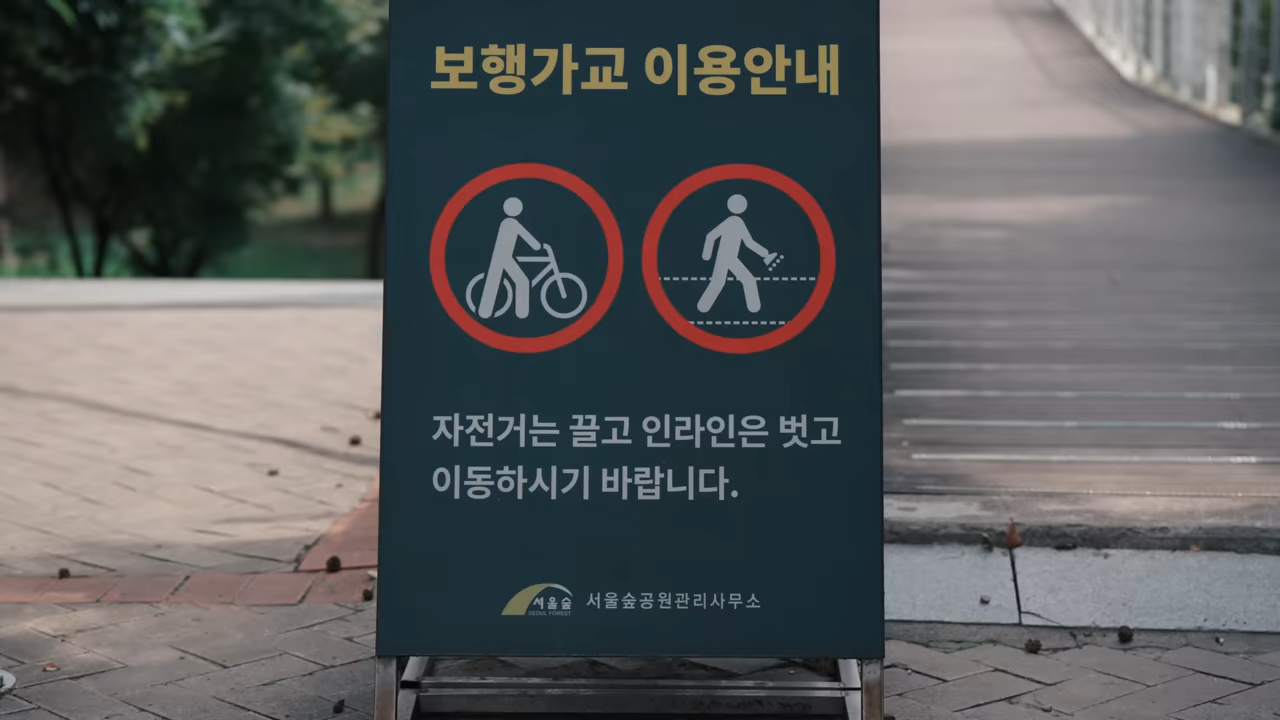 보행가교 이용안내
자전거는 끌고 인라인은 벗고
이동하시기 바랍니다.
서울숲
SEOUL FOREST
서울숲공원관리사무소